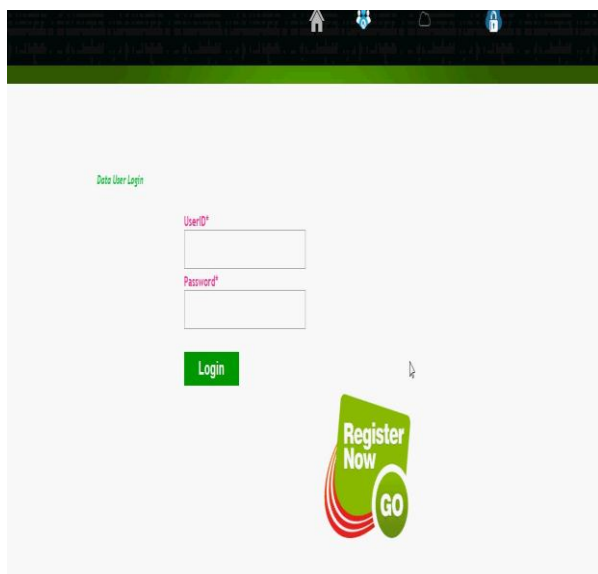 Data User Login
UserID*
Password*
Login
Register
Now
GO